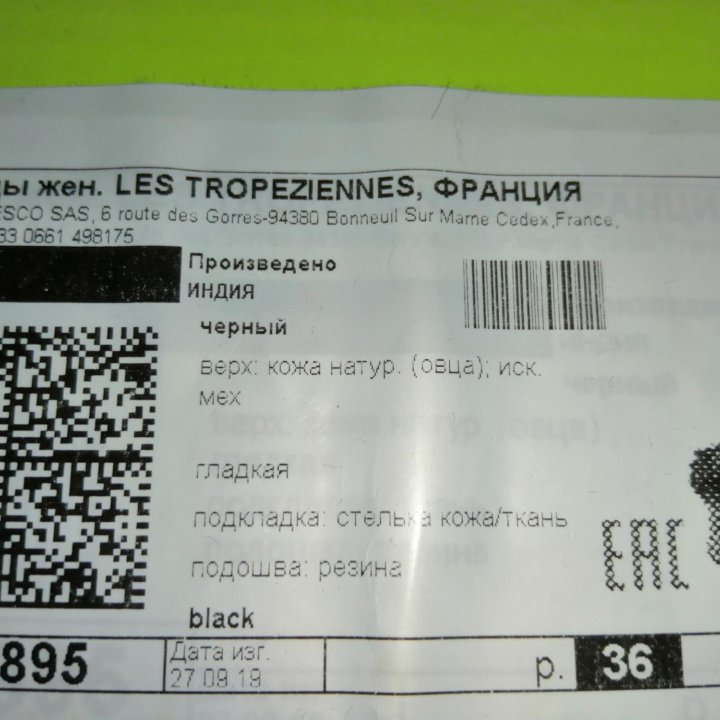 ы жен. LES TROPEZIENNES, ФРАНЦИЯ
ESCO SAS, 6 route des Gorres-94380 Bonneuil Sur Marne Cedex,France,
33 0661 498175
Произведено
ИНДИЯ
черный
верх: кожа натур. (овца); иск.
мех
гладкая
подкладка: стелька кожа/ткань
подошва: резина
EAC
black
895
Дата изг.
27.09.19
р. 36